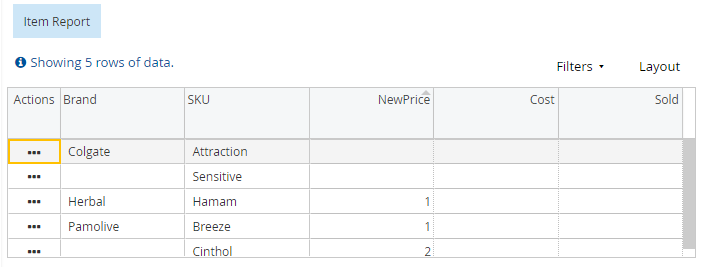 Item Report
Showing 5 rows of data.
Filters Layout
Actions Brand SKU NewPrice Cost Sold
Colgate Attraction
Sensitive
Herbal Hamam 1
Pamolive Breeze 1
Cinthol 2